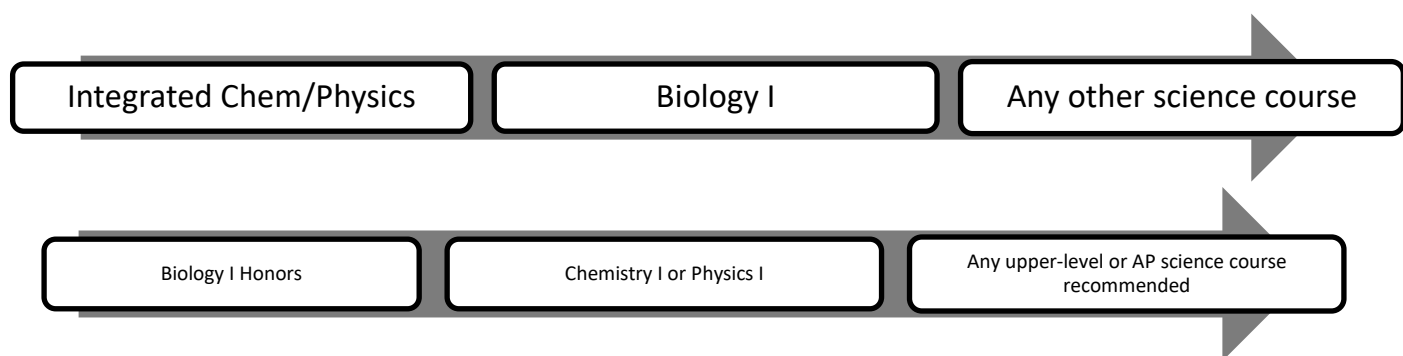 Integrated Chem/Physics
Biology I
Any other science course
Biology I Honors
Chemistry I or Physics I
Any upper-level or AP science course
recommended